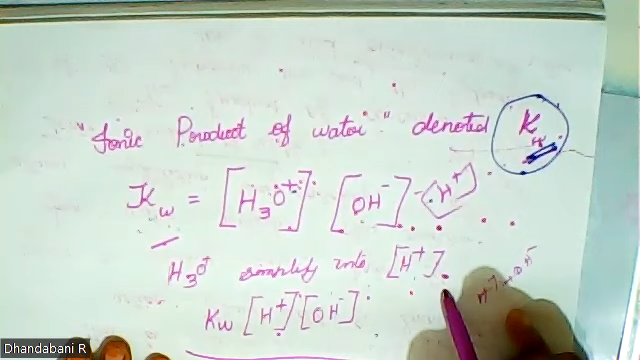 "Ionic Product of water" denoted Kw
Kw = [H3O+] [OH-] [H+]
H3O+ simplify into [H+]
Kw [H+] [OH-]
Dhandabani R